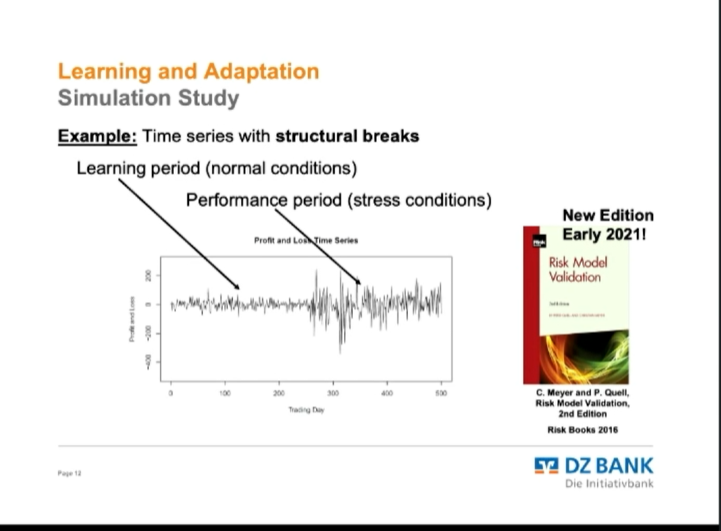 Learning and Adaptation
Simulation Study
Example: Time series with structural breaks
Learning period (normal conditions)
Performance period (stress conditions)
New Edition
Early 2021!
Profit and Loss Time Series
Risk Model
Validation
Profit and Loss
200
0
-200
-400
0
100
200
300
400
500
Trading Day
C. Meyer and P. Quell,
Risk Model Validation,
2nd Edition
Risk Books 2016
Page 12
DZ BANK
Die Initiativbank